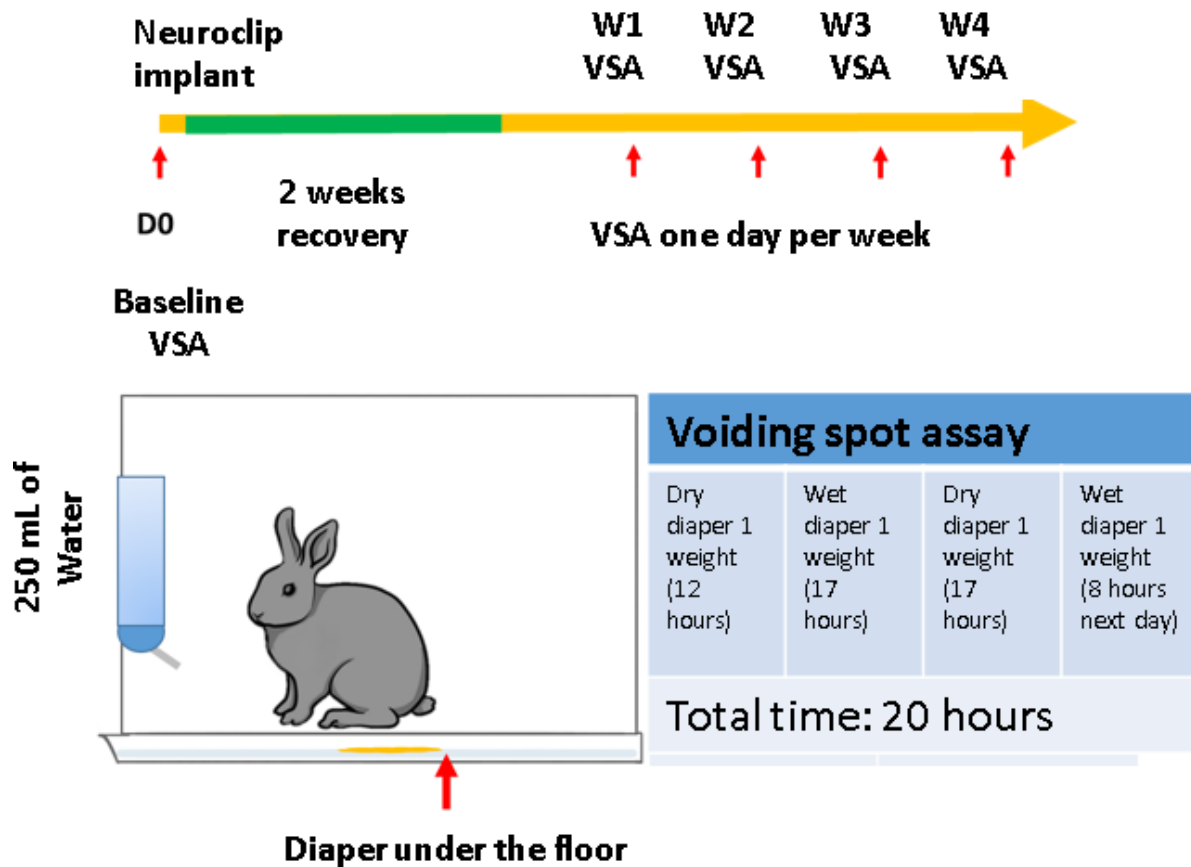 Neuroclip
implant
W1 W2 W3 W4
VSA VSA VSA VSA
D0
2 weeks
recovery
VSA one day per week
Baseline
VSA
250 mL of
Water
Voiding spot assay
Dry
diaper 1
weight
(12
hours)
Wet
diaper 1
weight
(17
hours)
Dry
diaper 1
weight
(17
hours)
Wet
diaper 1
weight
(8 hours
next day)
Total time: 20 hours
Diaper under the floor